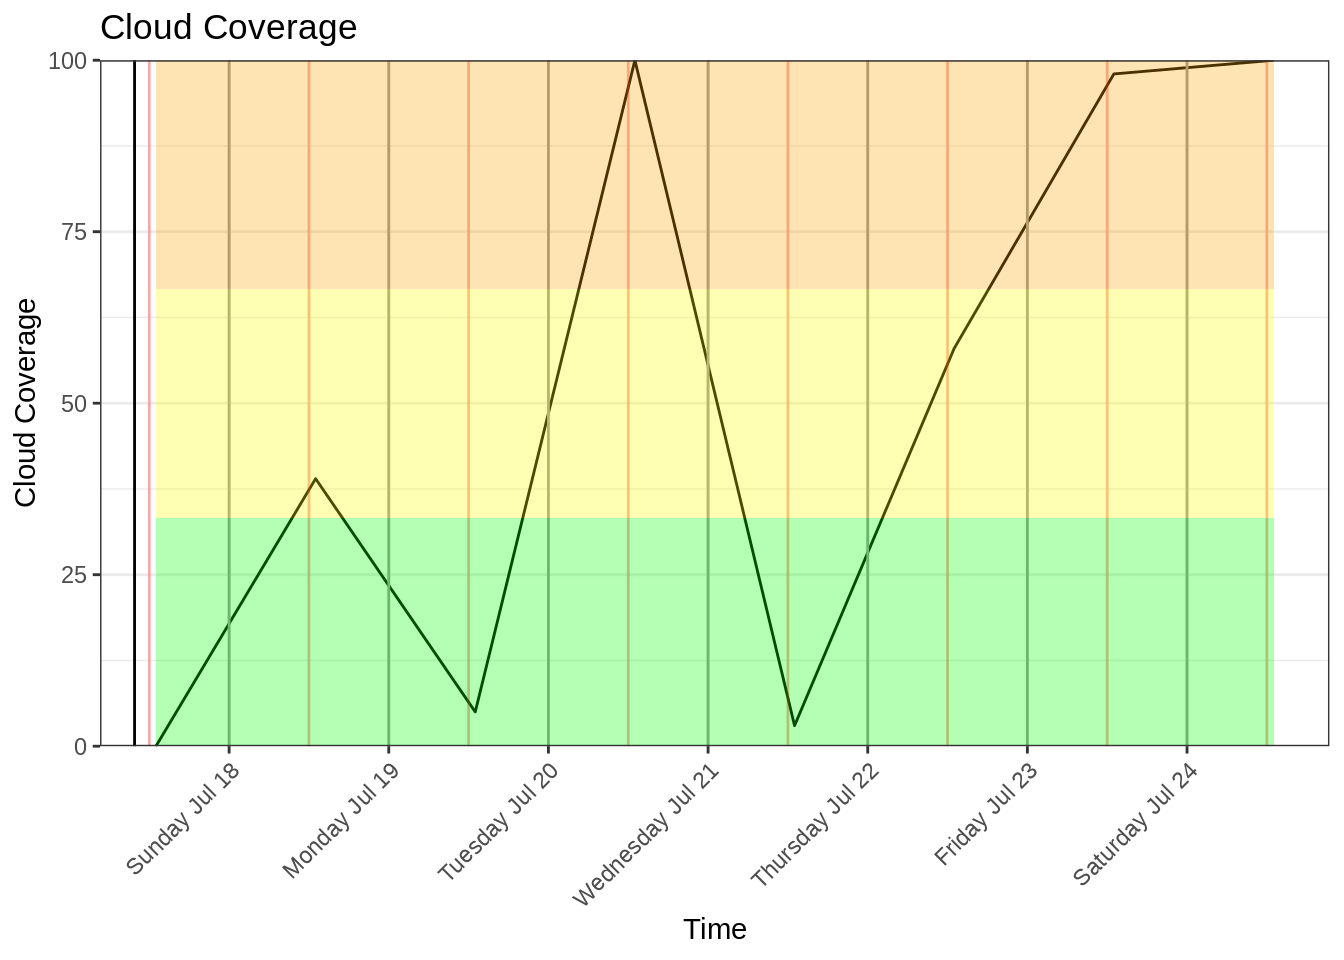 Cloud Coverage
100
75
50
25
0
Cloud Coverage
Sunday Jul 18
Monday Jul 19
Tuesday Jul 20
Wednesday Jul 21
Thursday Jul 22
Friday Jul 23
Saturday Jul 24
Time